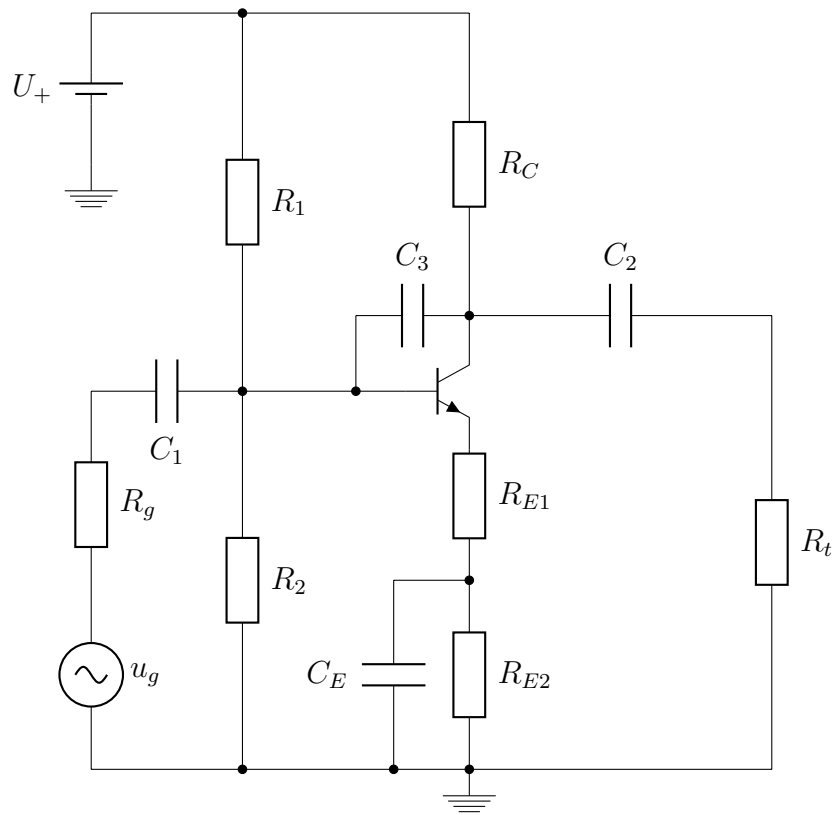 U₊
R_C
R₁
C₃
C₂
C₁
R_g
R_{E1}
R_t
R₂
u_g
C_E
R_{E2}